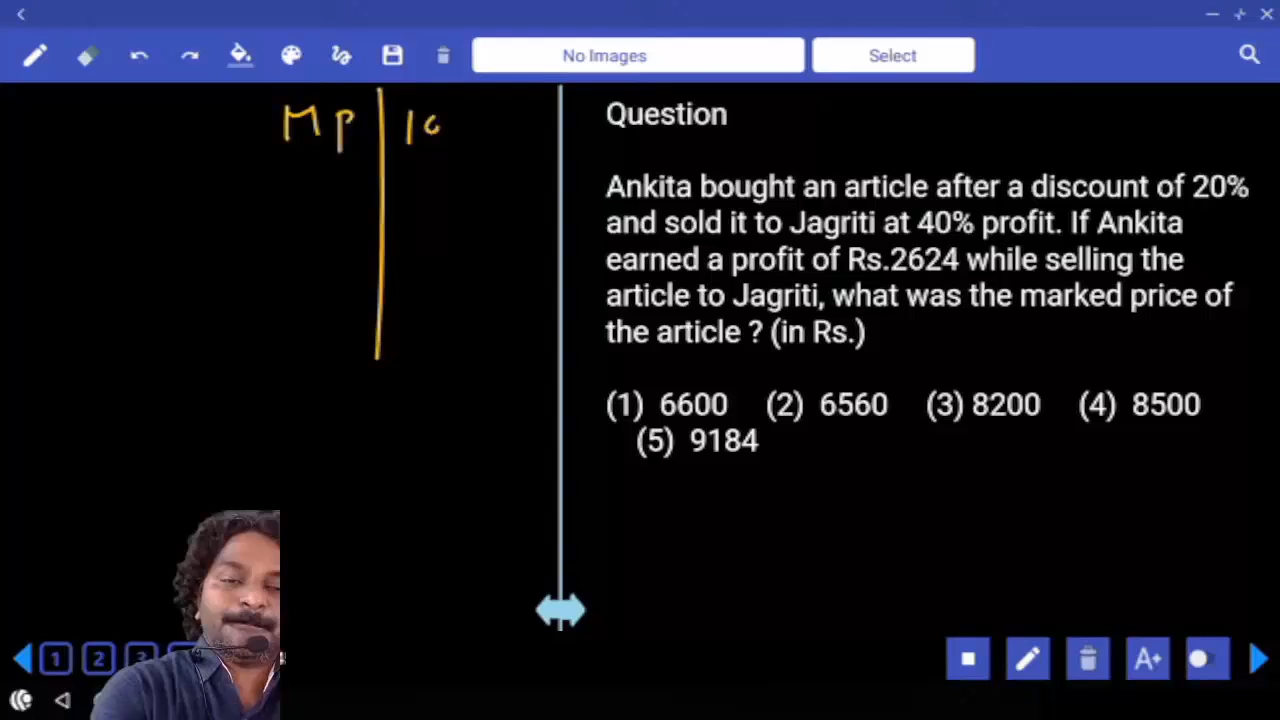 No Images
Select
MP 10
Question
Ankita bought an article after a discount of 20%
and sold it to Jagriti at 40% profit. If Ankita
earned a profit of Rs.2624 while selling the
article to Jagriti, what was the marked price of
the article ? (in Rs.)
(1) 6600 (2) 6560 (3) 8200 (4) 8500
(5) 9184
1 2 3
A+